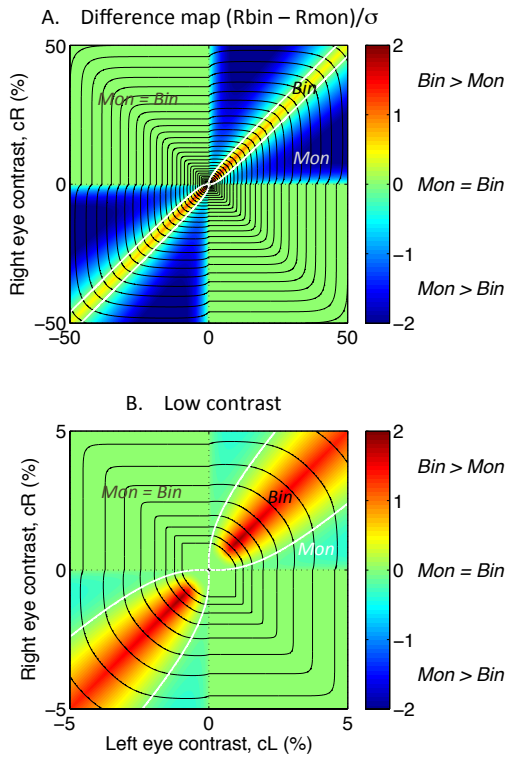 A. Difference map (Rbin – Rmon)/σ
50
0
−50
Right eye contrast, cR (%)
Mon = Bin
Bin
Mon
−50
0
50
2
1
0
−1
−2
Bin > Mon
Mon = Bin
Mon > Bin
B. Low contrast
5
0
−5
Right eye contrast, cR (%)
Mon = Bin
Bin
Mon
−5
0
5
Left eye contrast, cL (%)
2
1
0
−1
−2
Bin > Mon
Mon = Bin
Mon > Bin